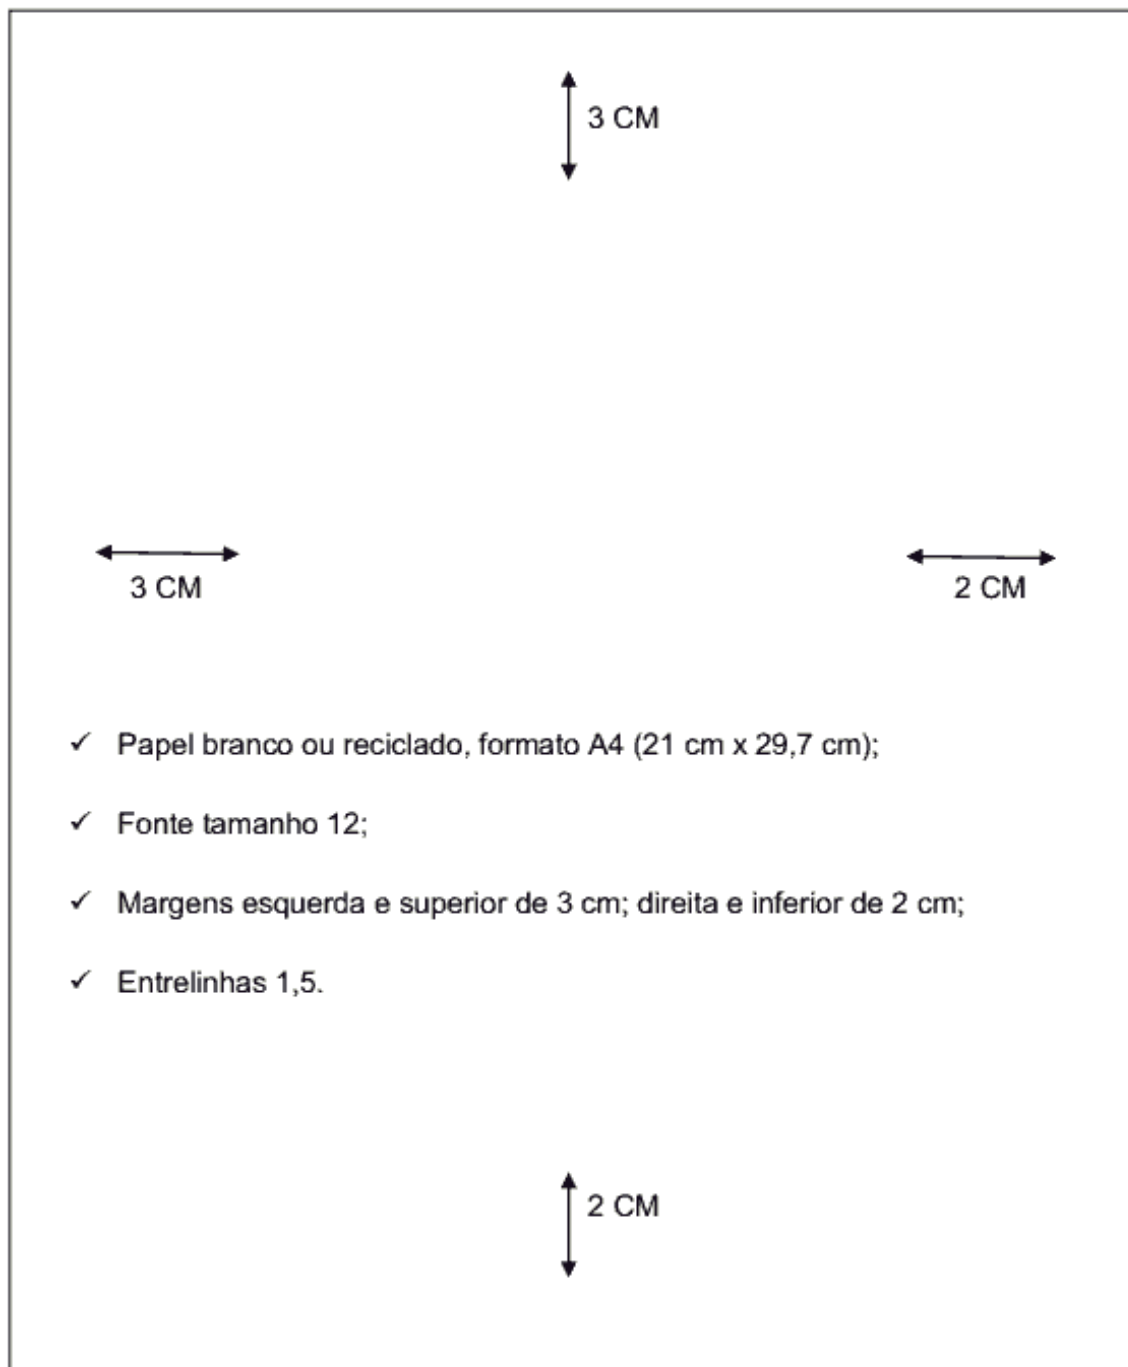 3 CM
3 CM
2 CM
✓ Papel branco ou reciclado, formato A4 (21 cm x 29,7 cm);
✓ Fonte tamanho 12;
✓ Margens esquerda e superior de 3 cm; direita e inferior de 2 cm;
✓ Entrelinhas 1,5.
2 CM